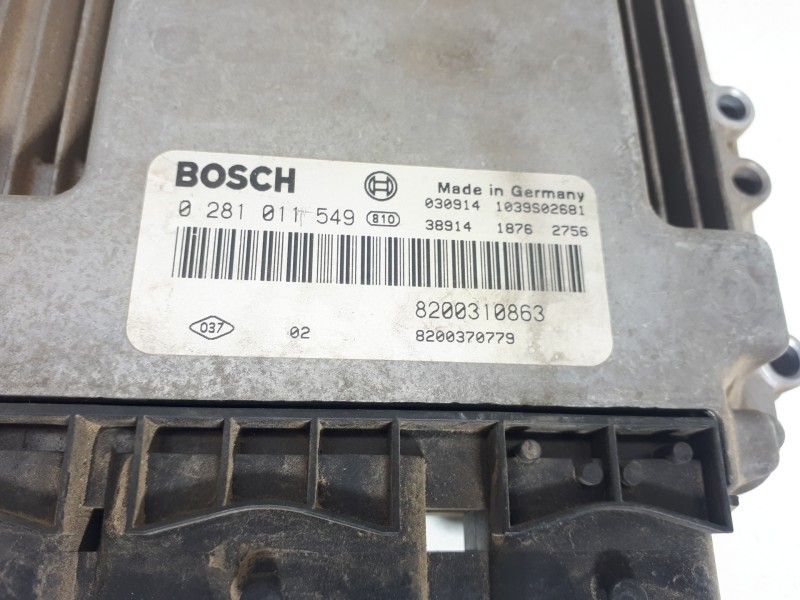 BOSCH
Made in Germany
0 281 011 549 810
030914 1039S02681
38914 1876 2756
8200310863
037 02 8200370779